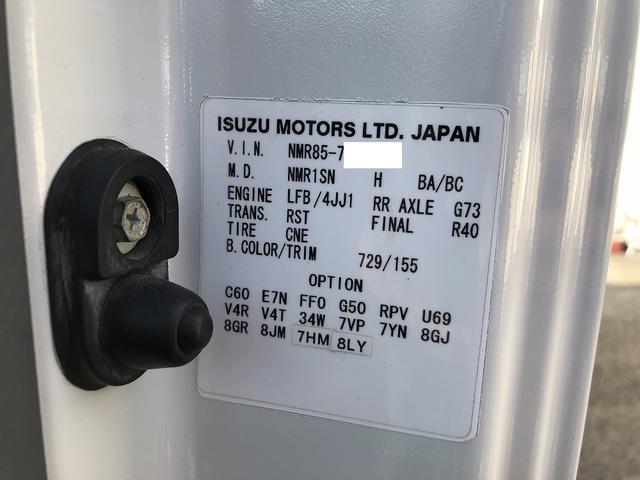 ISUZU MOTORS LTD. JAPAN
V.I.N. NMR85-7
M.D. NMR1SN H BA/BC
ENGINE LFB/4JJ1 RR AXLE G73
TRANS. RST FINAL R40
TIRE CNE
B.COLOR/TRIM 729/155
OPTION
C60 E7N FF0 G50 RPV U69
V4R V4T 34W 7VP 7YN 8GJ
8GR 8JM 7HM 8LY